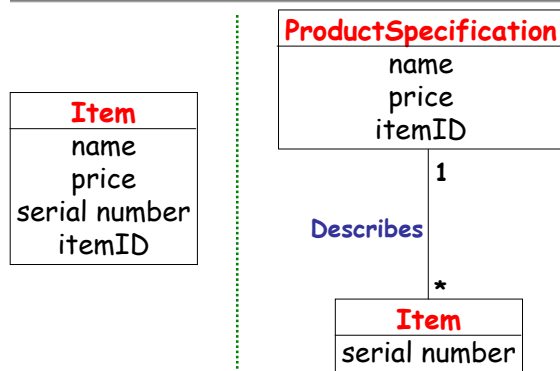 Item
name
price
serial number
itemID
ProductSpecification
name
price
itemID
1
Describes
*
Item
serial number